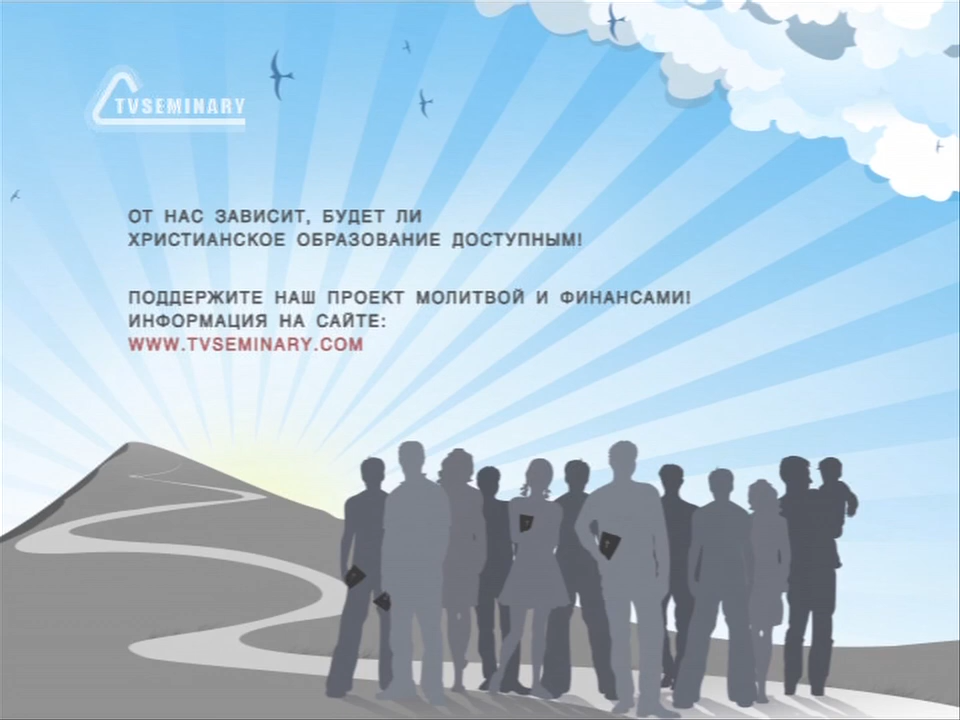 TVSEMINARY
ОТ НАС ЗАВИСИТ, БУДЕТ ЛИ
ХРИСТИАНСКОЕ ОБРАЗОВАНИЕ ДОСТУПНЫМ!
ПОДДЕРЖИТЕ НАШ ПРОЕКТ МОЛИТВОЙ И ФИНАНСАМИ!
ИНФОРМАЦИЯ НА САЙТЕ:
WWW.TVSEMINARY.COM